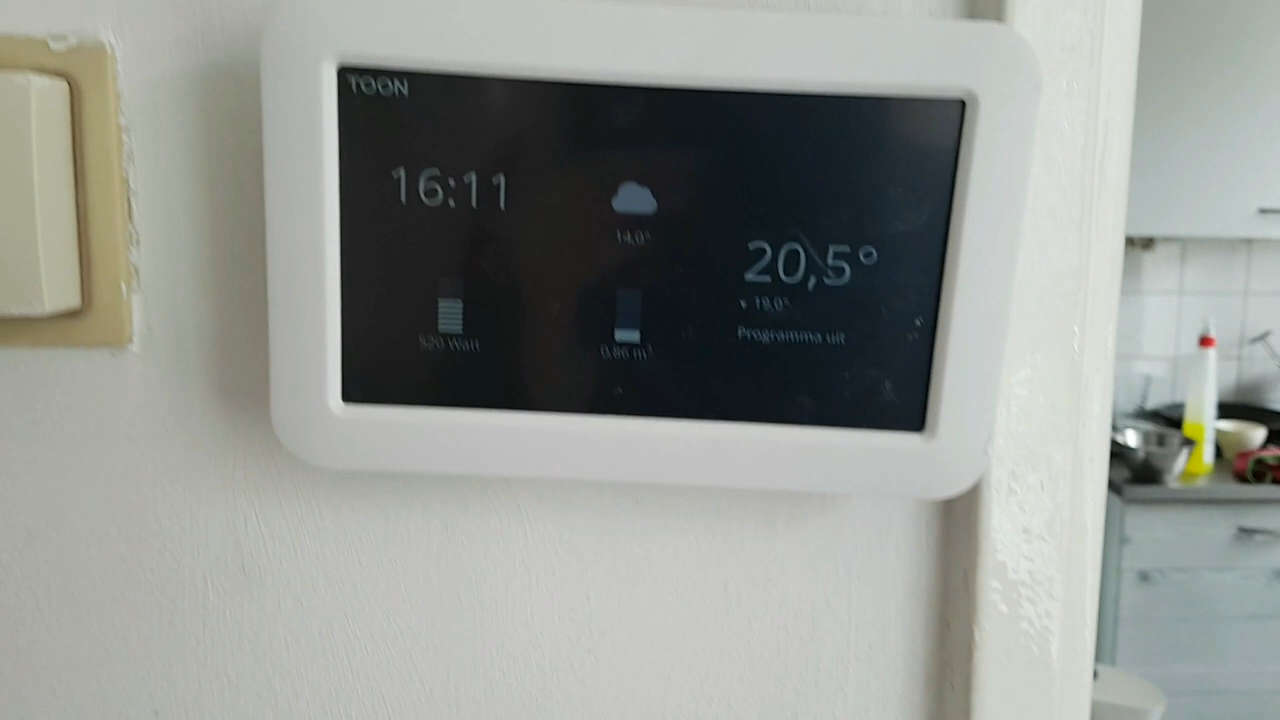 TOON
16:11
14,0°
20,5°
19,0°
Programma uit
520 Watt
0,86 m³